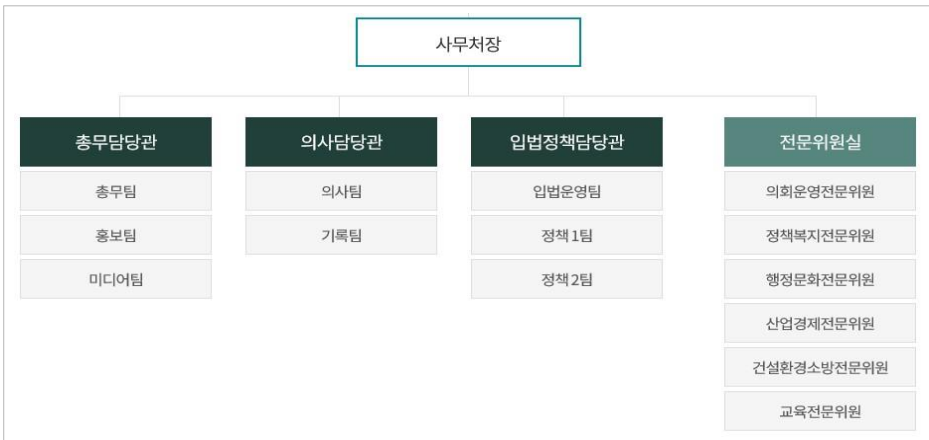 사무처장
총무담당관
총무팀
홍보팀
미디어팀
의사담당관
의사팀
기록팀
입법정책담당관
입법운영팀
정책 1팀
정책 2팀
전문위원실
의회운영전문위원
정책복지전문위원
행정문화전문위원
산업경제전문위원
건설환경소방전문위원
교육전문위원